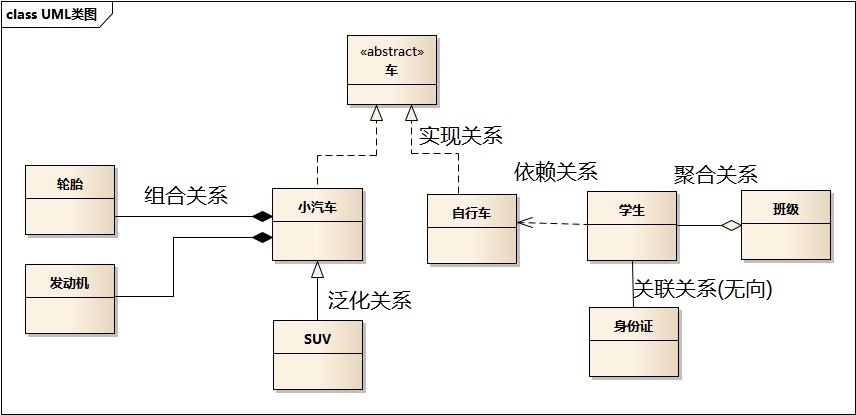 class UML类图
«abstract»
车
实现关系
依赖关系
聚合关系
轮胎
组合关系
小汽车
自行车
学生
班级
发动机
泛化关系
关联关系(无向)
SUV
身份证